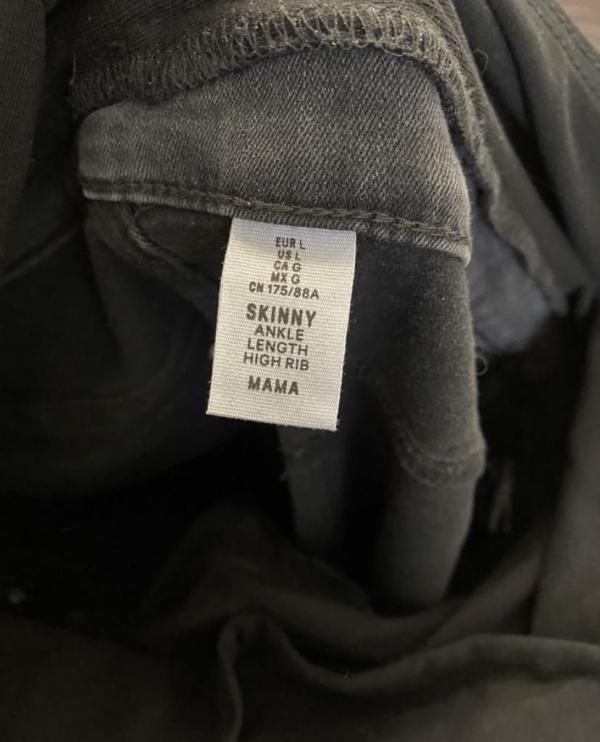 EUR L
US L
CA G
MX G
CN 175/88A
SKINNY
ANKLE
LENGTH
HIGH RIB
MAMA